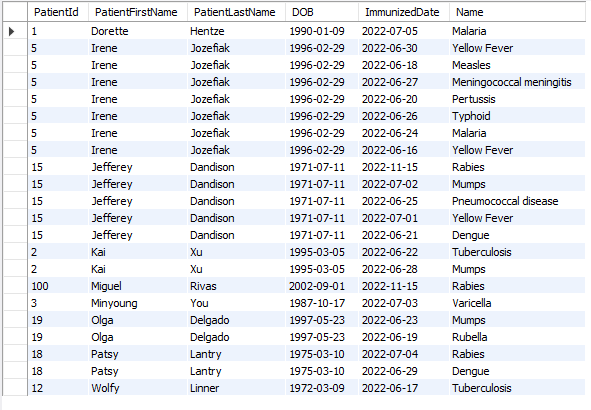 PatientId PatientFirstName PatientLastName DOB ImmunizedDate Name
1 Dorette Hentze 1990-01-09 2022-07-05 Malaria
5 Irene Jozefiak 1996-02-29 2022-06-30 Yellow Fever
5 Irene Jozefiak 1996-02-29 2022-06-18 Measles
5 Irene Jozefiak 1996-02-29 2022-06-27 Meningococcal meningitis
5 Irene Jozefiak 1996-02-29 2022-06-20 Pertussis
5 Irene Jozefiak 1996-02-29 2022-06-26 Typhoid
5 Irene Jozefiak 1996-02-29 2022-06-24 Malaria
5 Irene Jozefiak 1996-02-29 2022-06-16 Yellow Fever
15 Jefferey Dandison 1971-07-11 2022-11-15 Rabies
15 Jefferey Dandison 1971-07-11 2022-07-02 Mumps
15 Jefferey Dandison 1971-07-11 2022-06-25 Pneumococcal disease
15 Jefferey Dandison 1971-07-11 2022-07-01 Yellow Fever
15 Jefferey Dandison 1971-07-11 2022-06-21 Dengue
2 Kai Xu 1995-03-05 2022-06-22 Tuberculosis
2 Kai Xu 1995-03-05 2022-06-28 Mumps
100 Miguel Rivas 2002-09-01 2022-11-15 Rabies
3 Minyoung You 1987-10-17 2022-07-03 Varicella
19 Olga Delgado 1997-05-23 2022-06-23 Mumps
19 Olga Delgado 1997-05-23 2022-06-19 Rubella
18 Patsy Lantry 1975-03-10 2022-07-04 Rabies
18 Patsy Lantry 1975-03-10 2022-06-29 Dengue
12 Wolfy Linner 1972-03-09 2022-06-17 Tuberculosis